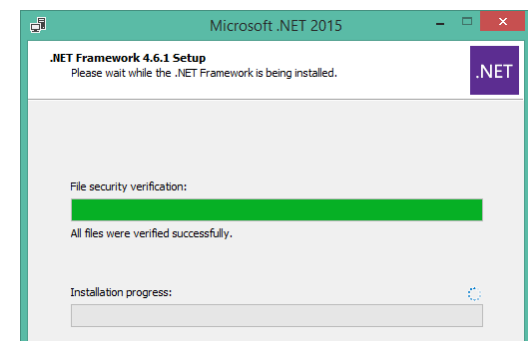 Microsoft .NET 2015
.NET Framework 4.6.1 Setup
Please wait while the .NET Framework is being installed.
.NET
File security verification:
All files were verified successfully.
Installation progress: